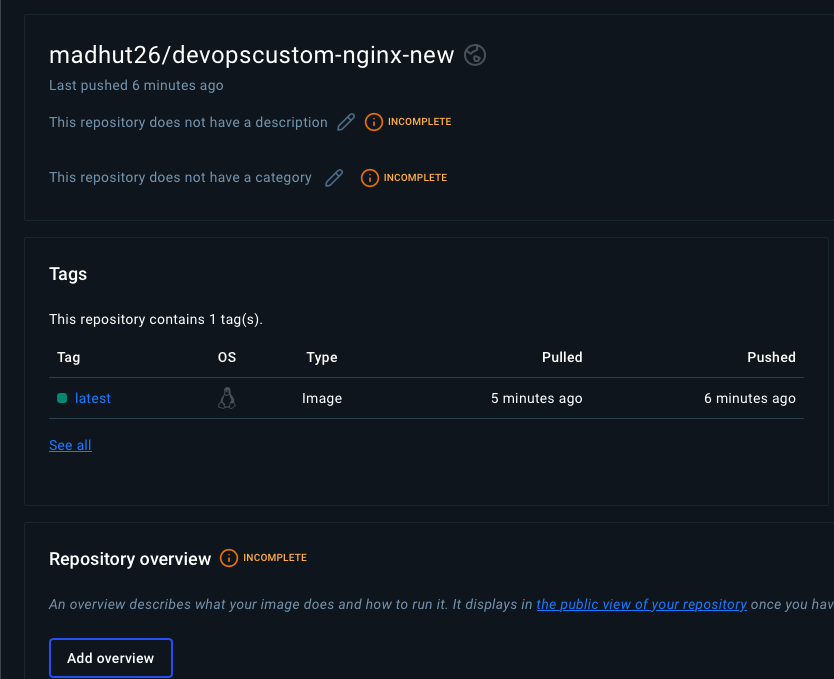 madhut26/devopscustom-nginx-new
Last pushed 6 minutes ago
This repository does not have a description INCOMPLETE
This repository does not have a category INCOMPLETE
Tags
This repository contains 1 tag(s).
Tag OS Type Pulled Pushed
latest Image 5 minutes ago 6 minutes ago
See all
Repository overview INCOMPLETE
An overview describes what your image does and how to run it. It displays in the public view of your repository once you hav
Add overview